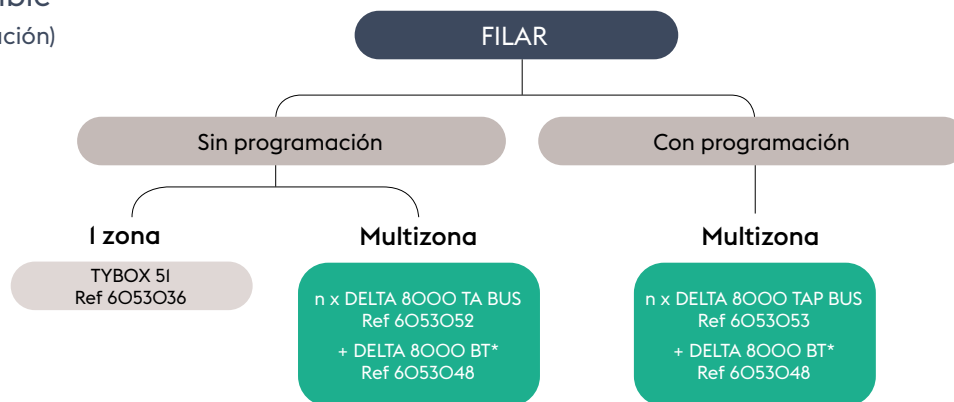 FILAR
Sin programación
Con programación
1 zona
TYBOX 51
Ref 6053036
Multizona
n x DELTA 8000 TA BUS
Ref 6053052
+ DELTA 8000 BT*
Ref 6053048
Multizona
n x DELTA 8000 TAP BUS
Ref 6053053
+ DELTA 8000 BT*
Ref 6053048